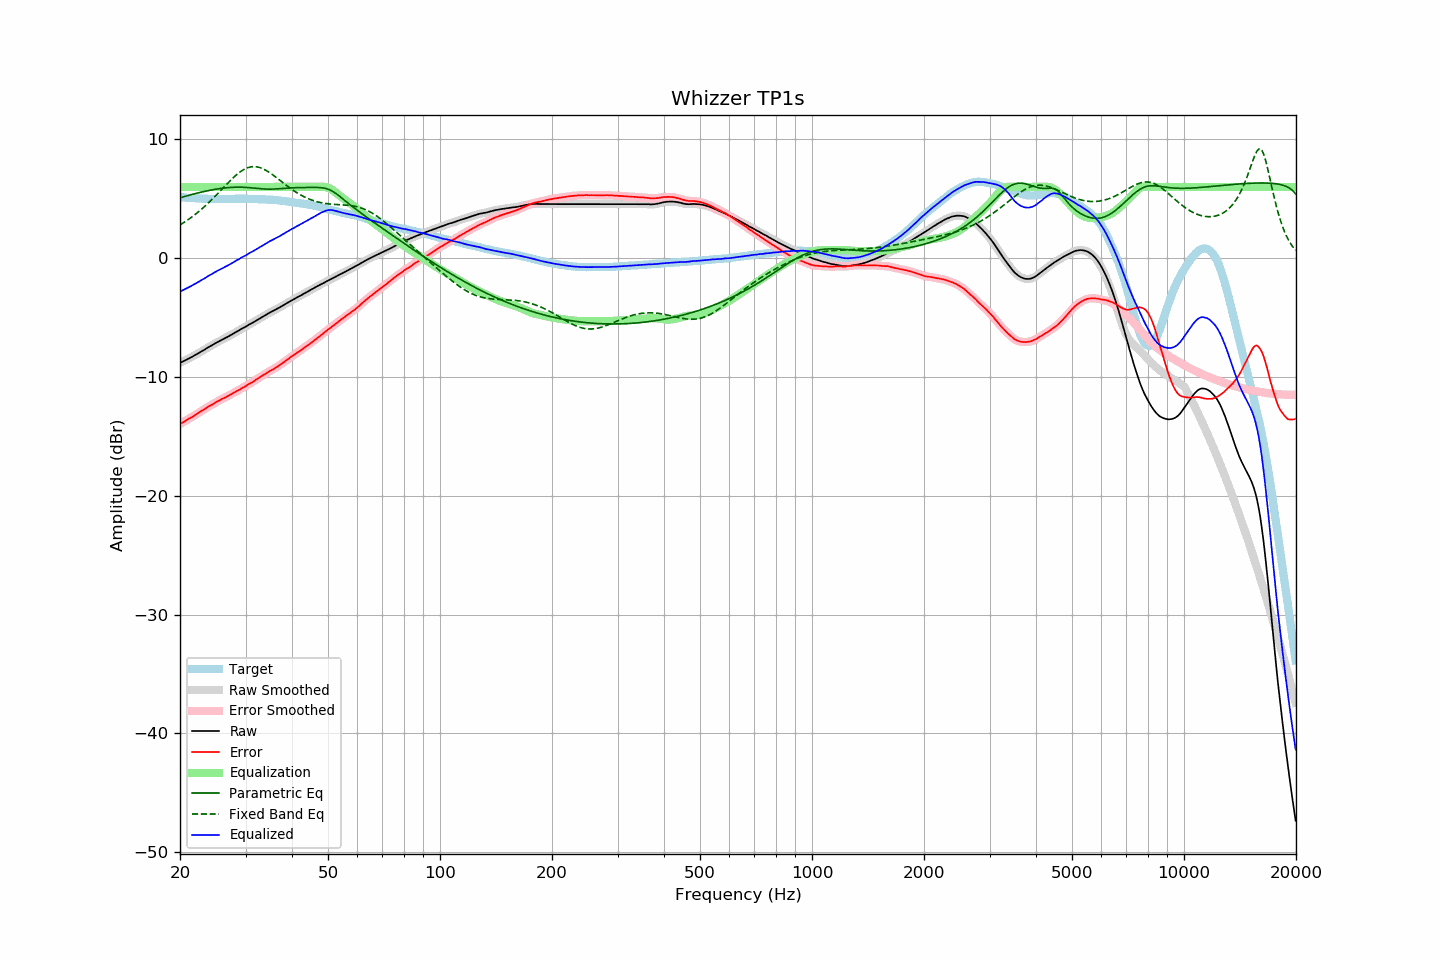 Whizzer TP1s
10
0
−10
−20
−30
−40
−50
Amplitude (dBr)
Target
Raw Smoothed
Error Smoothed
Raw
Error
Equalization
Parametric Eq
Fixed Band Eq
Equalized
20 50 100 200 500 1000 2000 5000 10000 20000
Frequency (Hz)